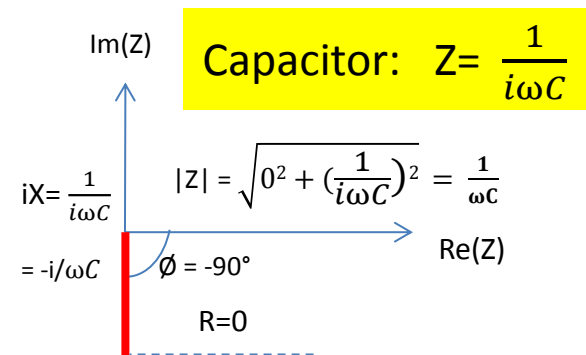 Im(Z)
Capacitor: Z= 1/iωC
iX= 1/iωC
|Z| = √(0² + (1/iωC)²) = 1/ωC
Re(Z)
= -i/ωC
Ø = -90°
R=0